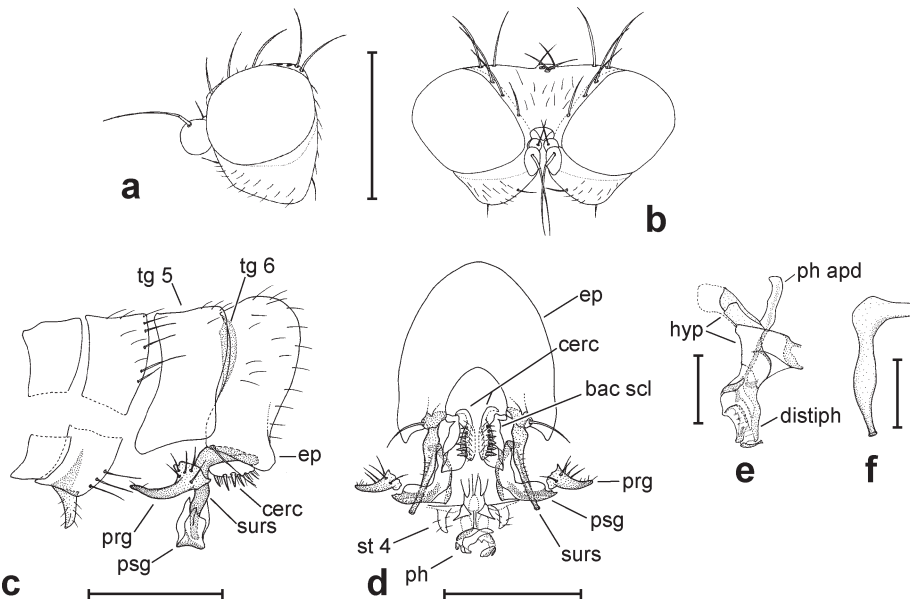 a
b
tg 5
tg 6
ep
cerc
surs
prg
psg
c
ep
cerc
bac scl
prg
psg
surs
st 4
ph
d
ph apd
hyp
distiph
e
f